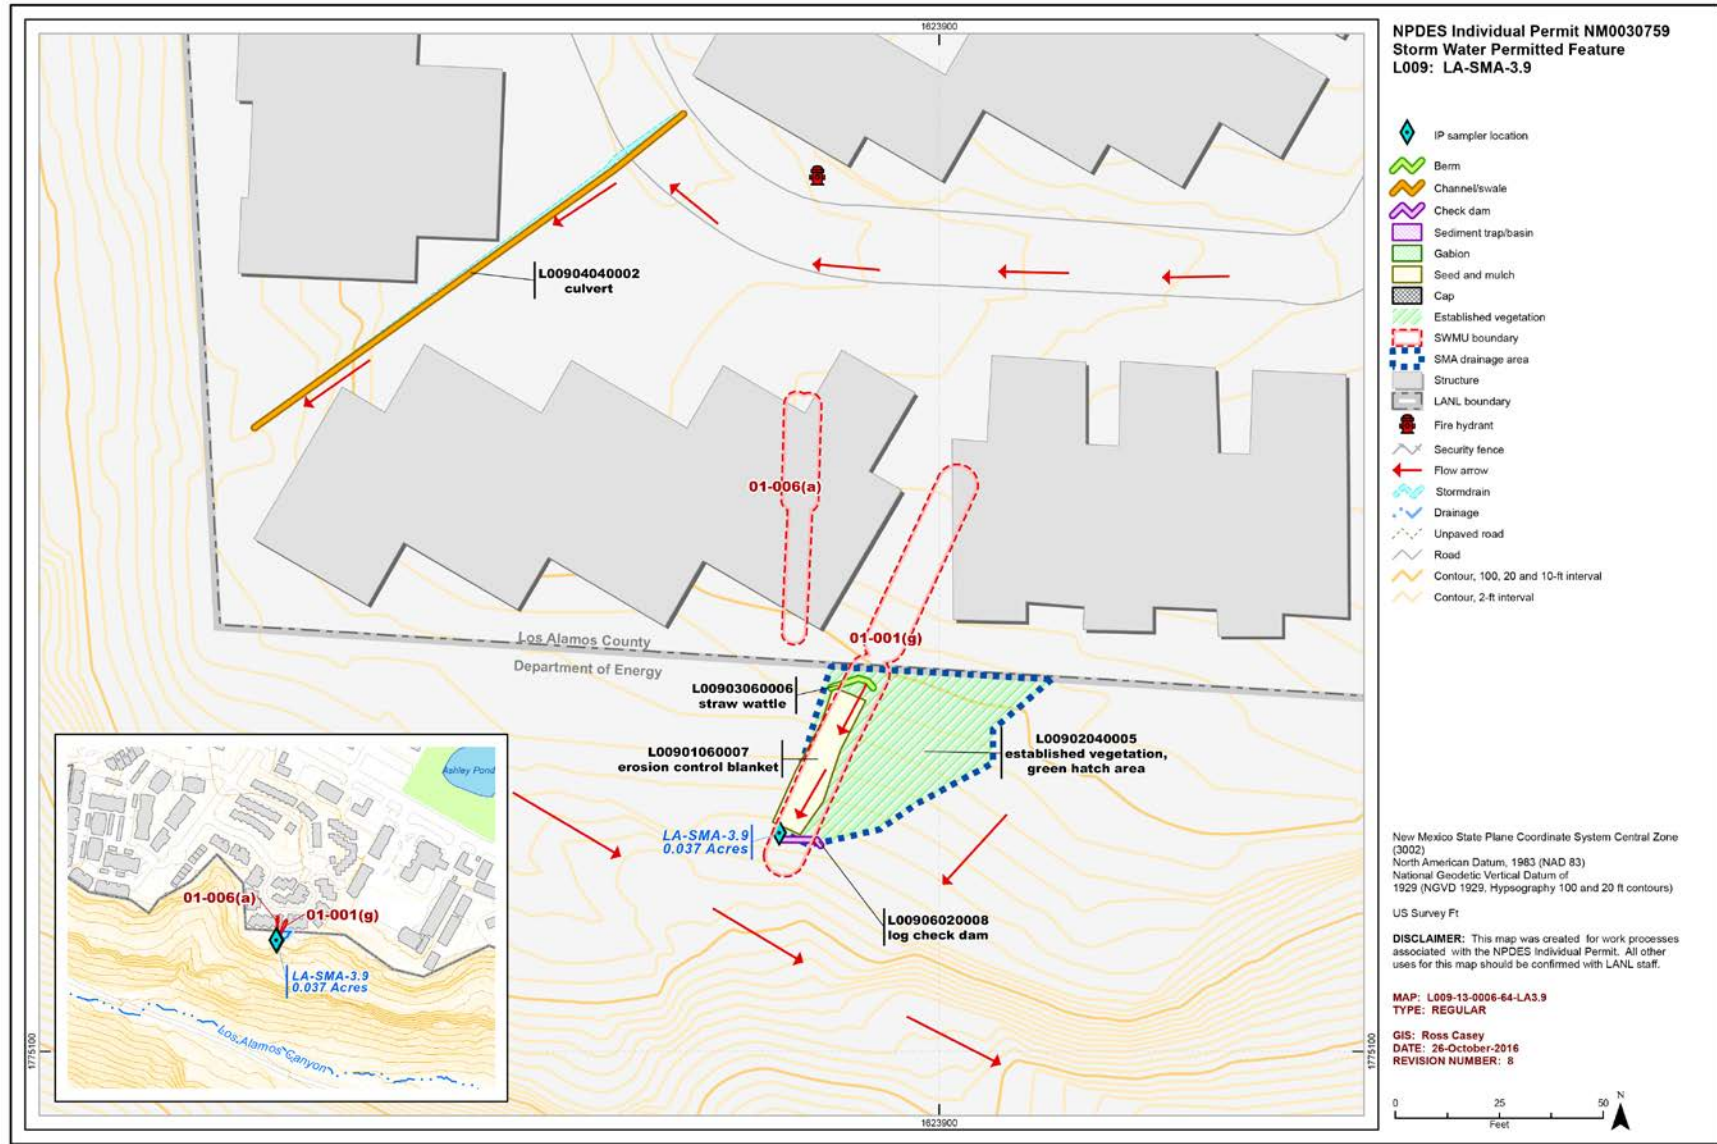 1623900
NPDES Individual Permit NM0030759
Storm Water Permitted Feature
L009: LA-SMA-3.9
IP sampler location
Berm
Channel/swale
Check dam
Sediment trap/basin
Gabion
Seed and mulch
Cap
Established vegetation
SWMU boundary
SMA drainage area
Structure
LANL boundary
Fire hydrant
Security fence
Flow arrow
Stormdrain
Drainage
Unpaved road
Road
Contour, 100, 20 and 10-ft interval
Contour, 2-ft interval
L00904040002
culvert
01-006(a)
01-001(g)
Los Alamos County
Department of Energy
L00903060006
straw wattle
L00901060007
erosion control blanket
L00902040005
established vegetation,
green hatch area
LA-SMA-3.9
0.037 Acres
L00906020008
log check dam
Ashley Pond
01-006(a)
01-001(g)
LA-SMA-3.9
0.037 Acres
Los Alamos Canyon
1775100
1775100
1623900
New Mexico State Plane Coordinate System Central Zone
(3002)
North American Datum, 1983 (NAD 83)
National Geodetic Vertical Datum of
1929 (NGVD 1929, Hypsography 100 and 20 ft contours)
US Survey Ft
DISCLAIMER: This map was created for work processes
associated with the NPDES Individual Permit. All other
uses for this map should be confirmed with LANL staff.
MAP: L009-13-0006-64-LA3.9
TYPE: REGULAR
GIS: Ross Casey
DATE: 26-October-2016
REVISION NUMBER: 8
0 25 50
Feet
N